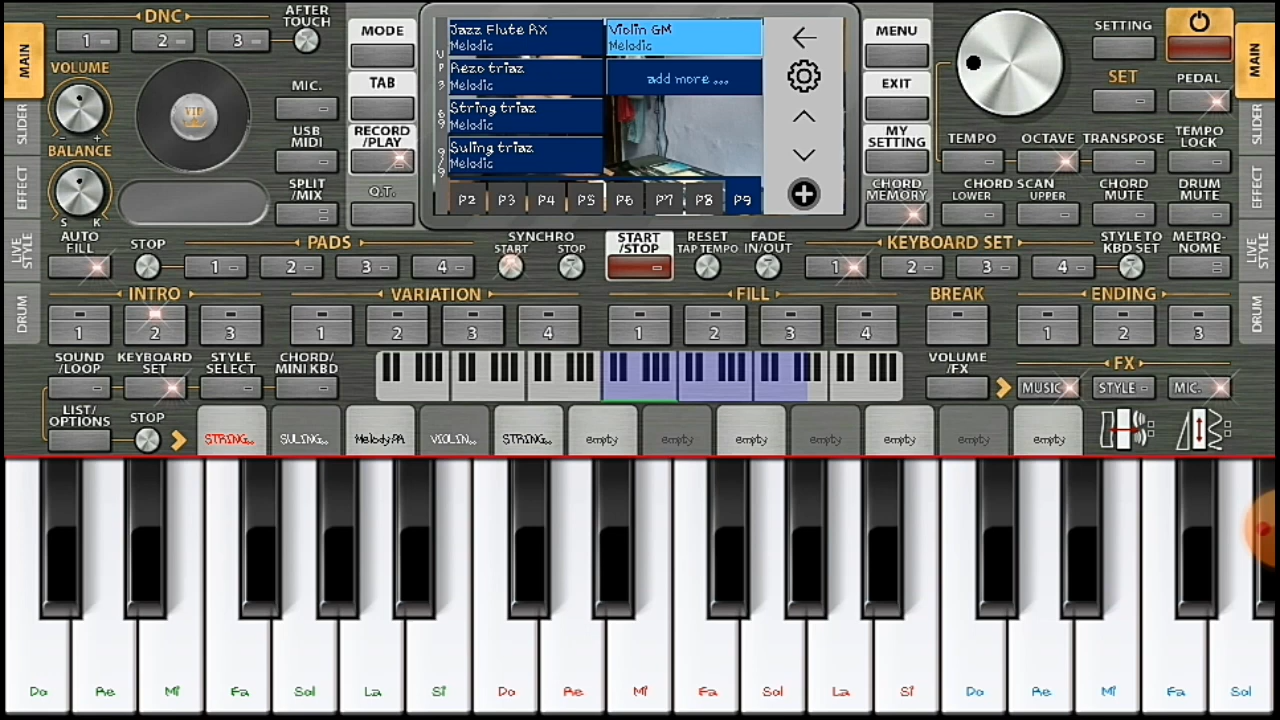 DNC
AFTER TOUCH
1 2 3
MODE
MENU
SETTING
MAIN
VOLUME
VIP
MIC.
TAB
EXIT
SET
PEDAL
MAIN
Jazz Flute RX
Melodic
Violin GM
Melodic
Rezo triaz
Melodic
add more ...
String triaz
Melodic
Suling triaz
Melodic
P2 P3 P4 P5 P6 P7 P8 P9
SLIDER
USB MIDI
RECORD /PLAY
MY SETTING
TEMPO OCTAVE TRANSPOSE TEMPO LOCK
SLIDER
BALANCE
S K
EFFECT
SPLIT /MIX
Q.T.
CHORD MEMORY
CHORD SCAN
LOWER UPPER
CHORD MUTE
DRUM MUTE
EFFECT
LIVE STYLE
AUTO FILL
STOP
PADS
1 2 3 4
SYNCHRO
START STOP
START /STOP
RESET
TAP TEMPO
FADE IN/OUT
KEYBOARD SET
1 2 3 4
STYLE TO KBD SET
METRO- NOME
LIVE STYLE
DRUM
INTRO
1 2 3
VARIATION
1 2 3 4
FILL
1 2 3 4
BREAK
ENDING
1 2 3
DRUM
SOUND /LOOP
KEYBOARD SET
STYLE SELECT
CHORD/ MINI KBD
VOLUME /FX
FX
MUSIC STYLE MIC.
LIST/ OPTIONS
STOP
STRING.. SULING.. Melody RA VIOLIN.. STRING.. empty empty empty empty empty empty empty
Do Re Mi Fa Sol La Si Do Re Mi Fa Sol La Si Do Re Mi Fa Sol